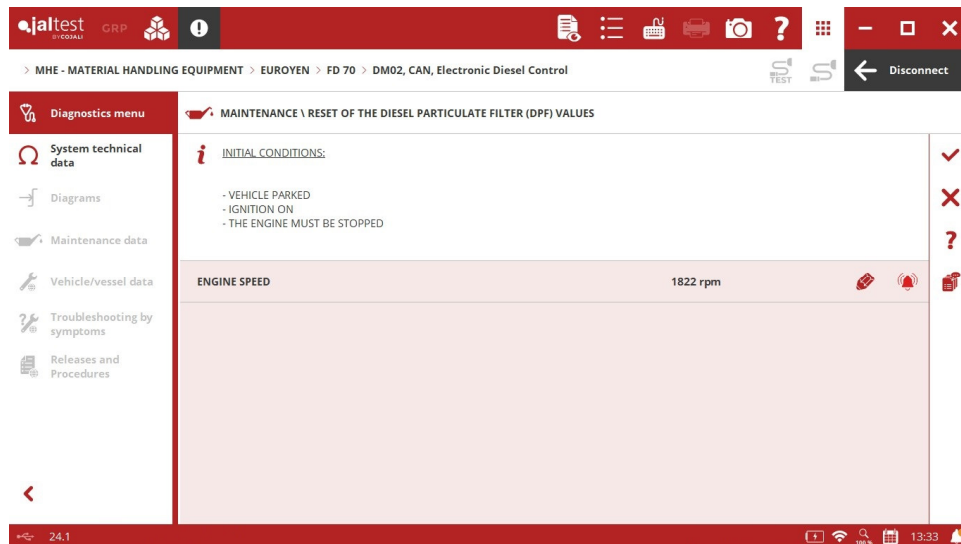 jaltest GRP
BY COJALI
> MHE - MATERIAL HANDLING EQUIPMENT > EUROYEN > FD 70 > DM02, CAN, Electronic Diesel Control
TEST
Disconnect
Diagnostics menu
MAINTENANCE \ RESET OF THE DIESEL PARTICULATE FILTER (DPF) VALUES
System technical
data
Diagrams
Maintenance data
Vehicle/vessel data
Troubleshooting by
symptoms
Releases and
Procedures
INITIAL CONDITIONS:
- VEHICLE PARKED
- IGNITION ON
- THE ENGINE MUST BE STOPPED
ENGINE SPEED 1822 rpm
24.1
100 %
13:33